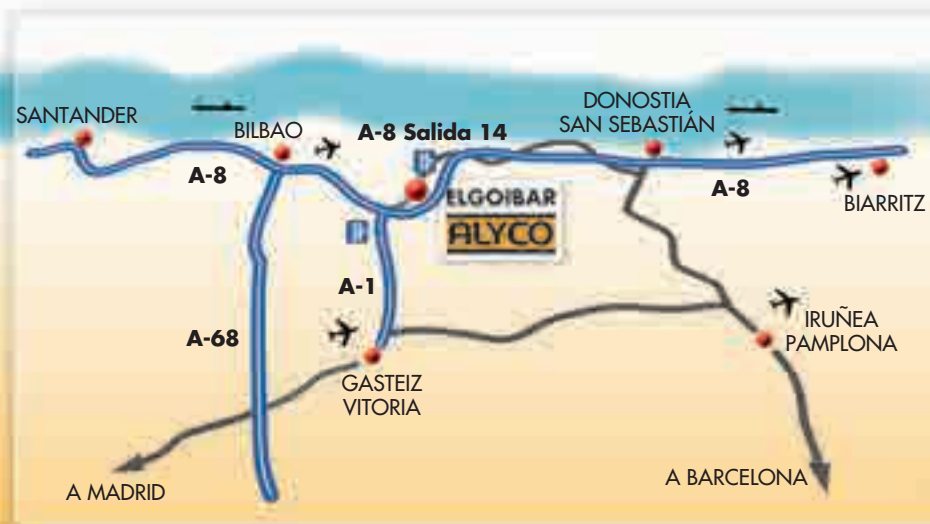 SANTANDER
BILBAO
A-8 Salida 14
DONOSTIA
SAN SEBASTIÁN
A-8
A-8
BIARRITZ
ELGOIBAR
ALYCO
A-1
A-68
IRUÑEA
PAMPLONA
GASTEIZ
VITORIA
A MADRID
A BARCELONA